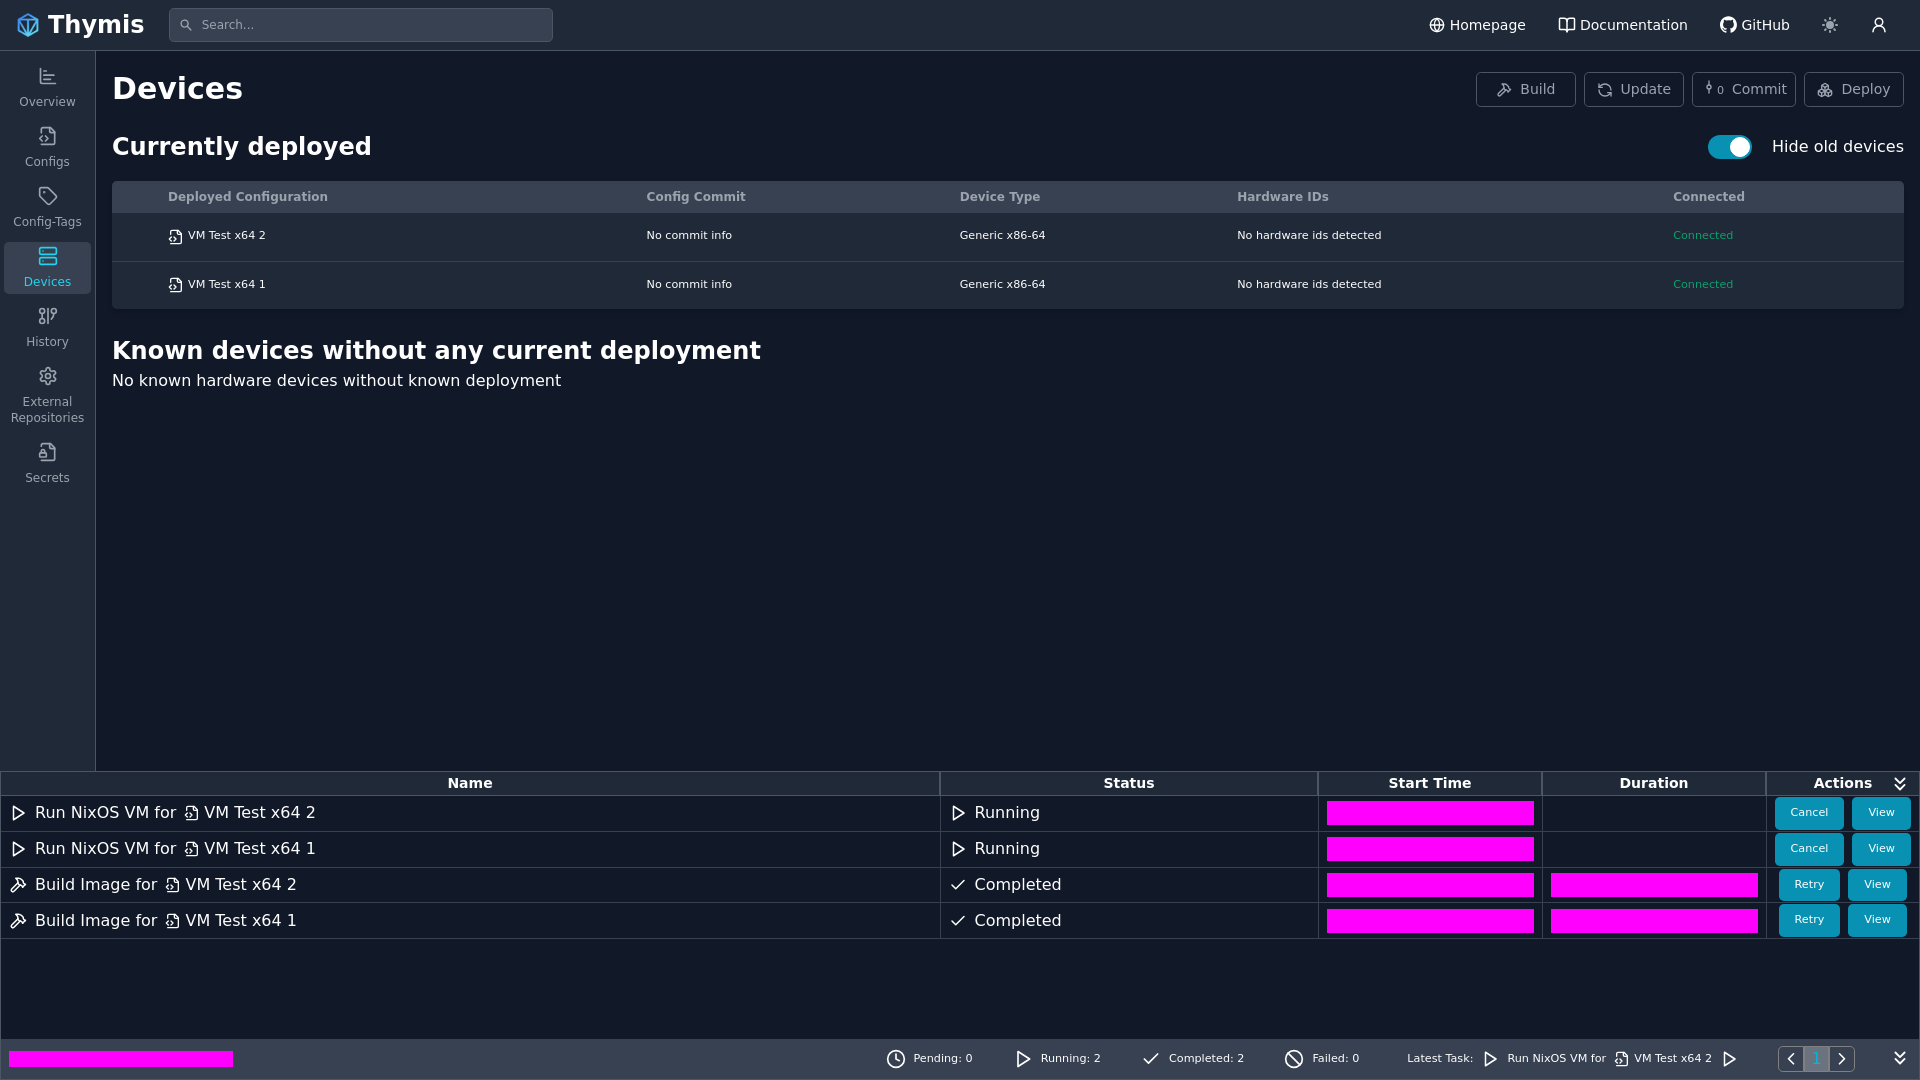 Thymis
Search...
Homepage
Documentation
GitHub
Overview
Configs
Config-Tags
Devices
History
External
Repositories
Secrets
Devices
Build
Update
0 Commit
Deploy
Currently deployed
Hide old devices
Deployed Configuration Config Commit Device Type Hardware IDs Connected
VM Test x64 2 No commit info Generic x86-64 No hardware ids detected Connected
VM Test x64 1 No commit info Generic x86-64 No hardware ids detected Connected
Known devices without any current deployment
No known hardware devices without known deployment
Name Status Start Time Duration Actions
Run NixOS VM for VM Test x64 2 Running Cancel View
Run NixOS VM for VM Test x64 1 Running Cancel View
Build Image for VM Test x64 2 Completed Retry View
Build Image for VM Test x64 1 Completed Retry View
Pending: 0 Running: 2 Completed: 2 Failed: 0 Latest Task: Run NixOS VM for VM Test x64 2 1